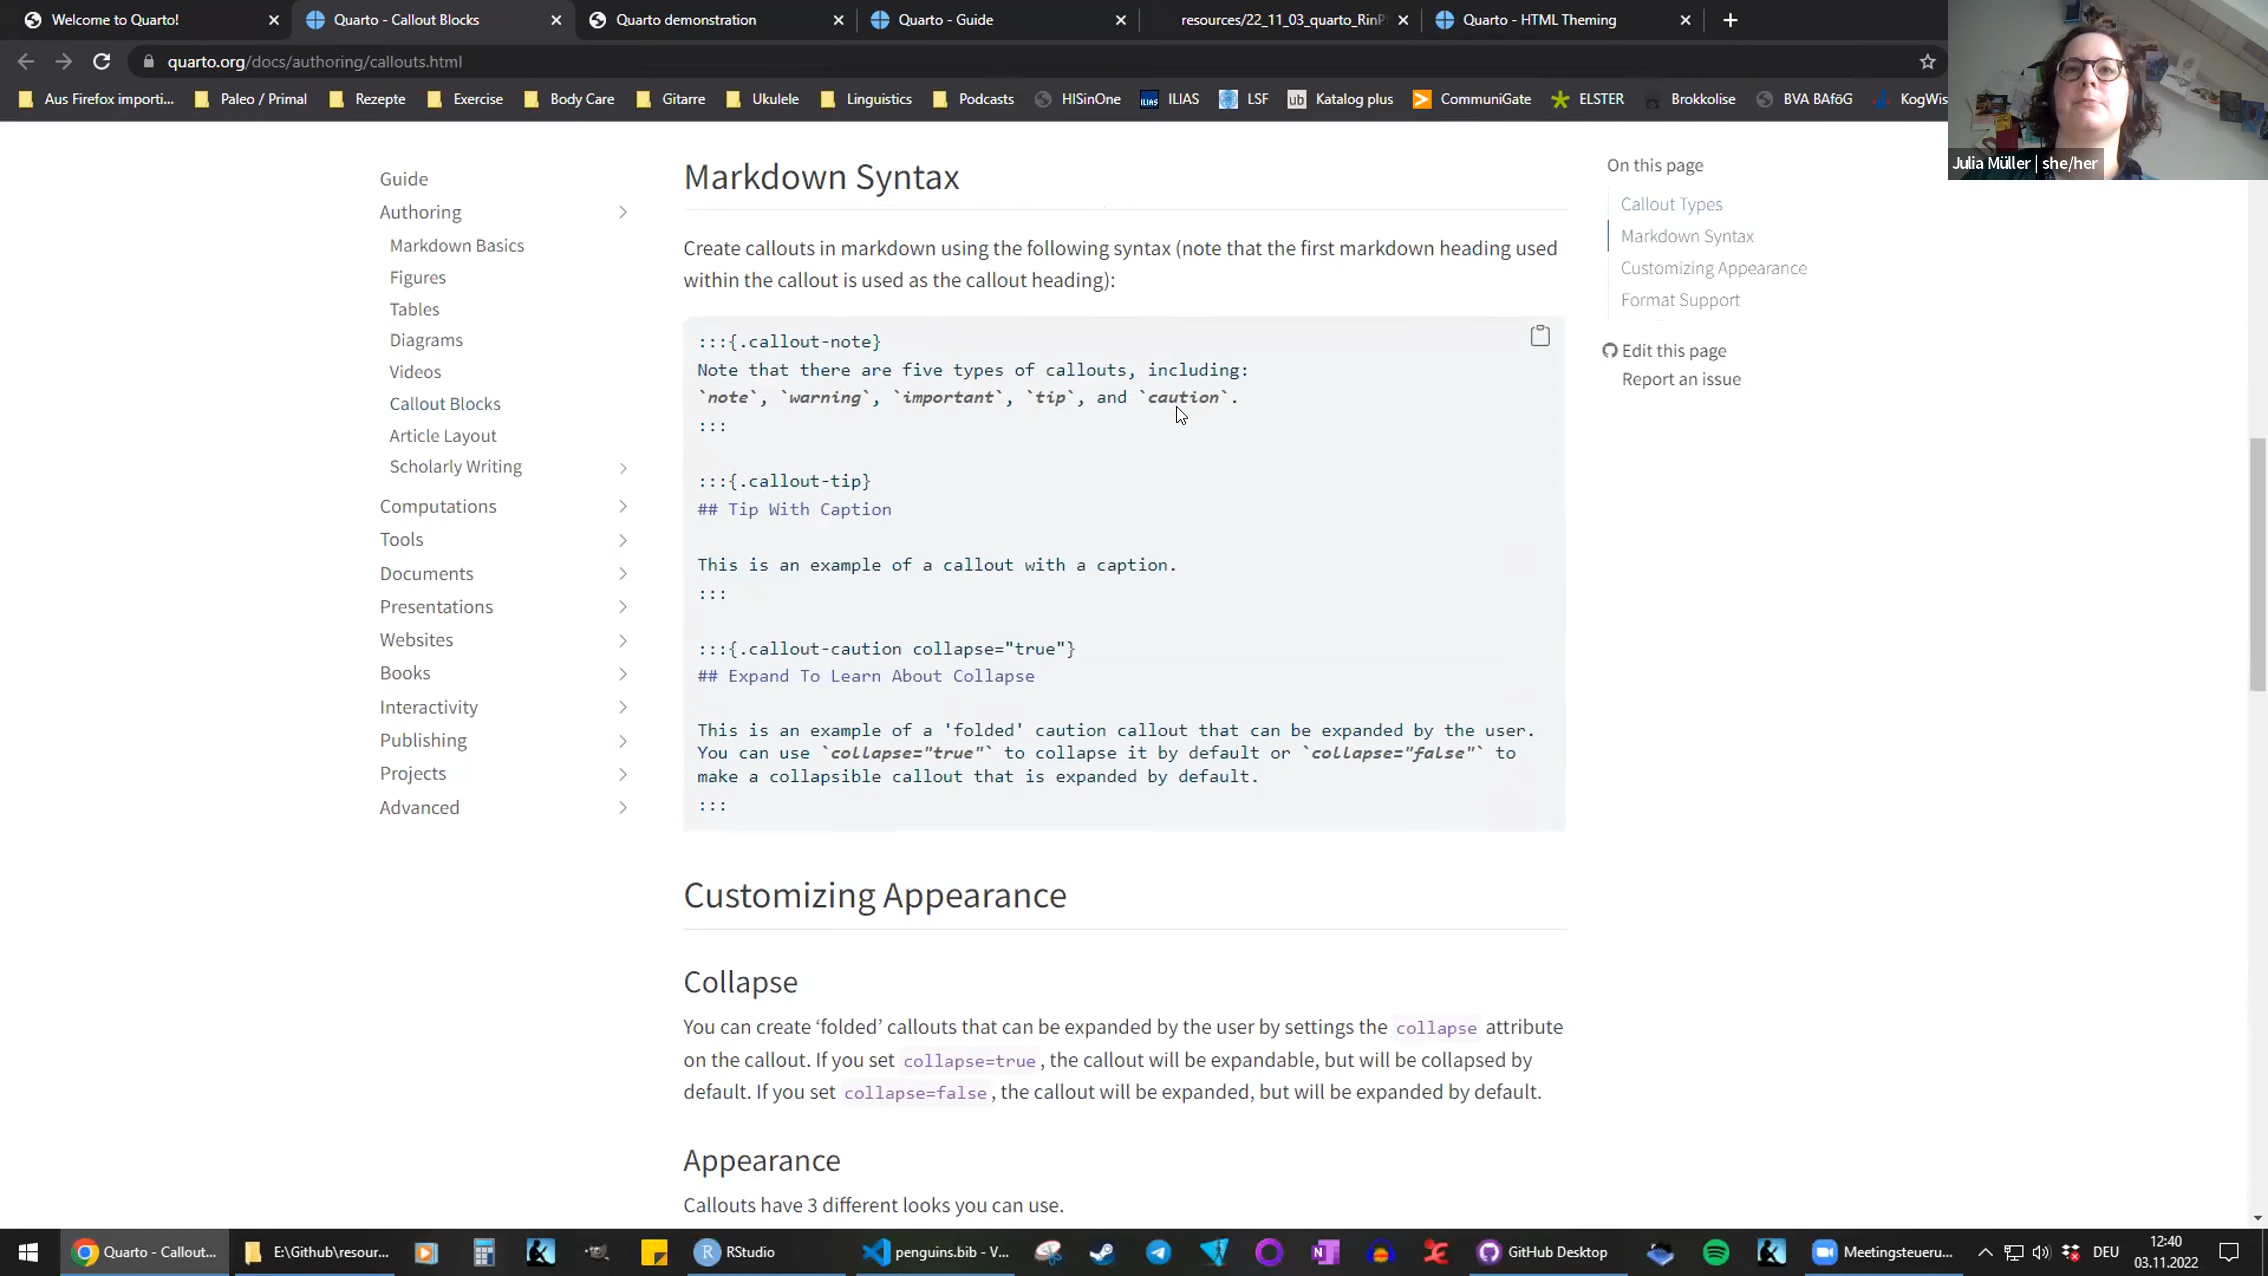 Welcome to Quarto!
Quarto - Callout Blocks
Quarto demonstration
Quarto - Guide
resources/22_11_03_quarto_RinP
Quarto - HTML Theming
quarto.org/docs/authoring/callouts.html
Aus Firefox importi...
Paleo / Primal
Rezepte
Exercise
Body Care
Gitarre
Ukulele
Linguistics
Podcasts
HISinOne
ILIAS
LSF
ub Katalog plus
CommuniGate
ELSTER
Brokkolise
BVA BAföG
KogWis
Julia Müller | she/her
Guide
Authoring
Markdown Basics
Figures
Tables
Diagrams
Videos
Callout Blocks
Article Layout
Scholarly Writing
Computations
Tools
Documents
Presentations
Websites
Books
Interactivity
Publishing
Projects
Advanced
Markdown Syntax
Create callouts in markdown using the following syntax (note that the first markdown heading used
within the callout is used as the callout heading):
:::{.callout-note}
Note that there are five types of callouts, including:
`note`, `warning`, `important`, `tip`, and `caution`.
:::
:::{.callout-tip}
## Tip With Caption
This is an example of a callout with a caption.
:::
:::{.callout-caution collapse="true"}
## Expand To Learn About Collapse
This is an example of a 'folded' caution callout that can be expanded by the user.
You can use `collapse="true"` to collapse it by default or `collapse="false"` to
make a collapsible callout that is expanded by default.
:::
Customizing Appearance
Collapse
You can create ‘folded’ callouts that can be expanded by the user by settings the collapse attribute
on the callout. If you set collapse=true, the callout will be expandable, but will be collapsed by
default. If you set collapse=false, the callout will be expanded, but will be expanded by default.
Appearance
Callouts have 3 different looks you can use.
On this page
Callout Types
Markdown Syntax
Customizing Appearance
Format Support
Edit this page
Report an issue
Quarto - Callout...
E:\Github\resour...
RStudio
penguins.bib - V...
GitHub Desktop
Meetingsteueru...
DEU
12:40
03.11.2022